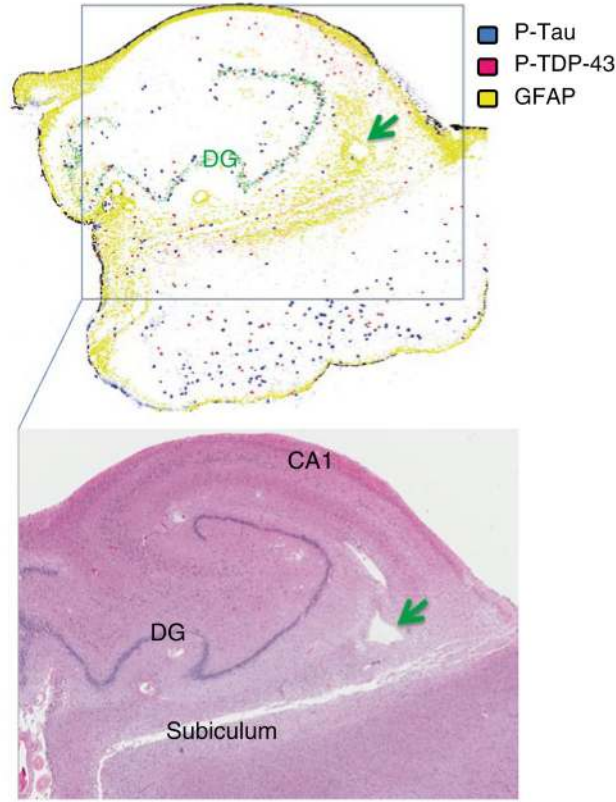 P-Tau
P-TDP-43
GFAP
DG
CA1
DG
Subiculum